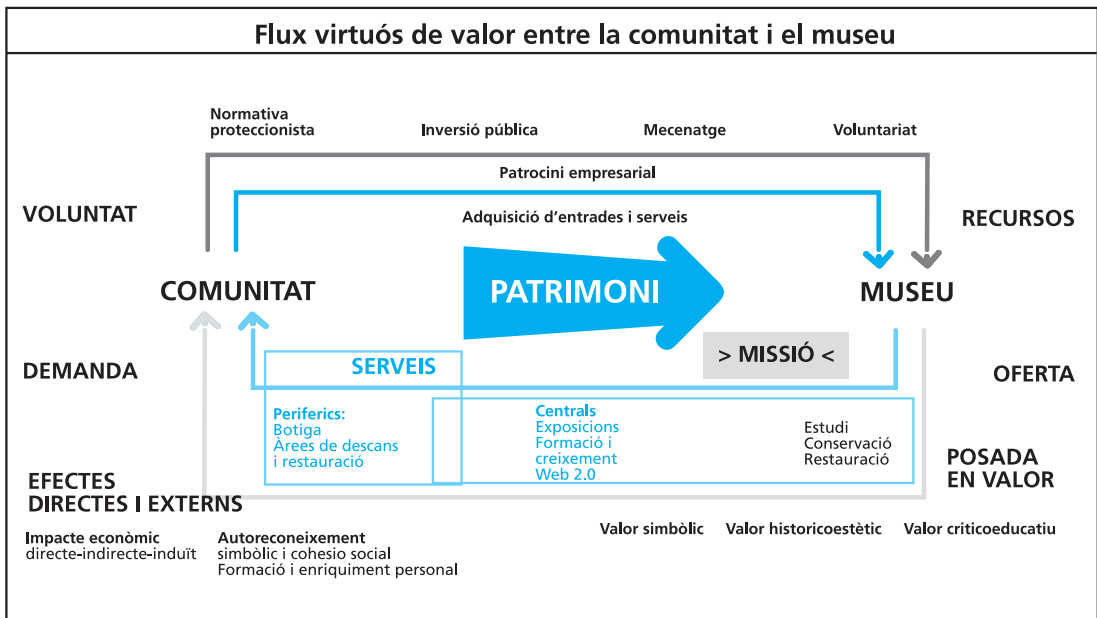 Flux virtuós de valor entre la comunitat i el museu
Normativa
proteccionista
Inversió pública
Mecenatge
Voluntariat
Patrocini empresarial
VOLUNTAT
Adquisició d'entrades i serveis
RECURSOS
COMUNITAT
PATRIMONI
MUSEU
> MISSIÓ <
DEMANDA
SERVEIS
OFERTA
Periferics:
Botiga
Àrees de descans
i restauració
Centrals
Exposicions
Formació i
creixement
Web 2.0
Estudi
Conservació
Restauració
POSADA
EN VALOR
EFECTES
DIRECTES I EXTERNS
Impacte econòmic
directe-indirecte-induït
Autoreconeixement
simbòlic i cohesio social
Formació i enriquiment personal
Valor simbòlic
Valor historicoestètic
Valor criticoeducatiu